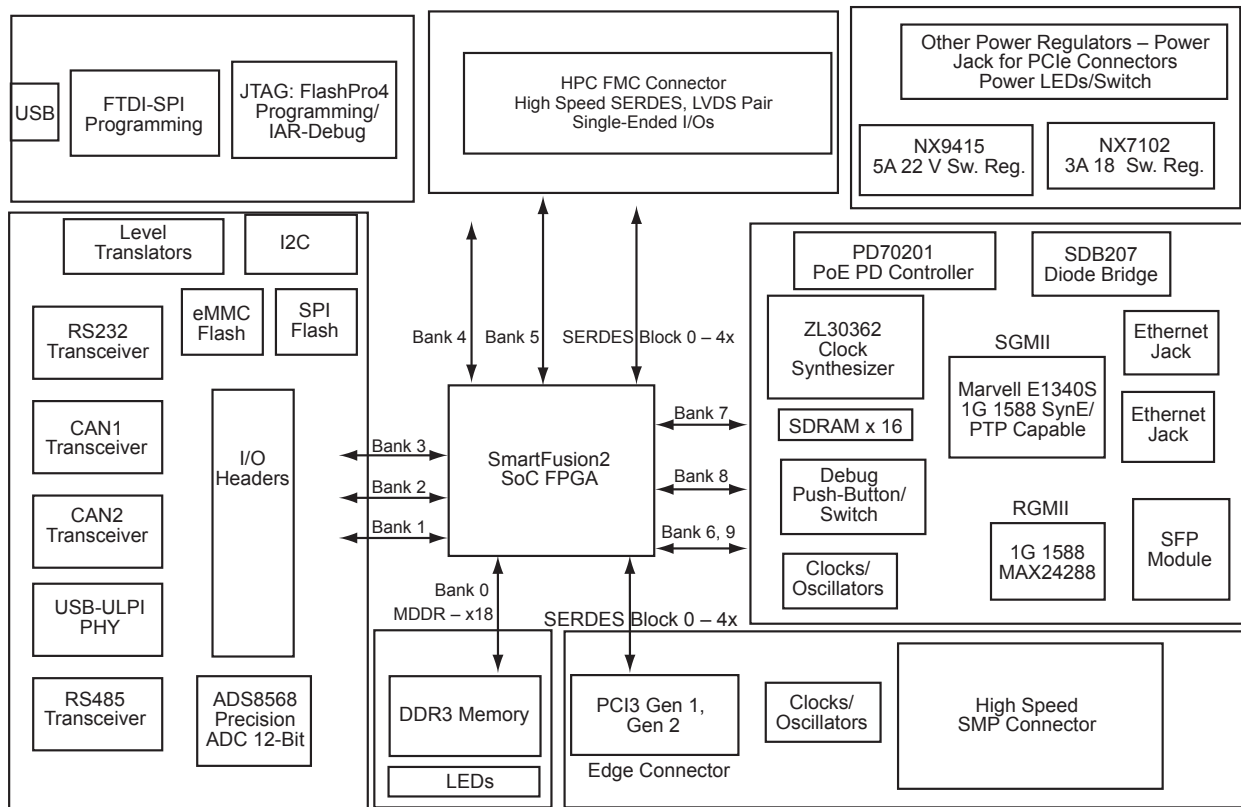 USB
FTDI-SPI
Programming
JTAG: FlashPro4
Programming/
IAR-Debug
HPC FMC Connector
High Speed SERDES, LVDS Pair
Single-Ended I/Os
Other Power Regulators – Power
Jack for PCIe Connectors
Power LEDs/Switch
NX9415
5A 22 V Sw. Reg.
NX7102
3A 18  Sw. Reg.
Level
Translators
I2C
eMMC
Flash
SPI
Flash
RS232
Transceiver
CAN1
Transceiver
CAN2
Transceiver
USB-ULPI
PHY
RS485
Transceiver
I/O
Headers
ADS8568
Precision
ADC 12-Bit
Bank 4
Bank 5
SERDES Block 0 – 4x
Bank 3
Bank 2
Bank 1
SmartFusion2
SoC FPGA
Bank 7
Bank 8
Bank 6, 9
Bank 0
MDDR – x18
SERDES Block 0 – 4x
PD70201
PoE PD Controller
SDB207
Diode Bridge
ZL30362
Clock
Synthesizer
SGMII
Marvell E1340S
1G 1588 SynE/
PTP Capable
Ethernet
Jack
Ethernet
Jack
SDRAM x 16
Debug
Push-Button/
Switch
RGMII
1G 1588
MAX24288
SFP
Module
Clocks/
Oscillators
DDR3 Memory
LEDs
PCI3 Gen 1,
Gen 2
Edge Connector
Clocks/
Oscillators
High Speed
SMP Connector